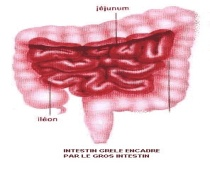 jéjunum
iléon
INTESTIN GRELE ENCADRE
PAR LE GROS INTESTIN